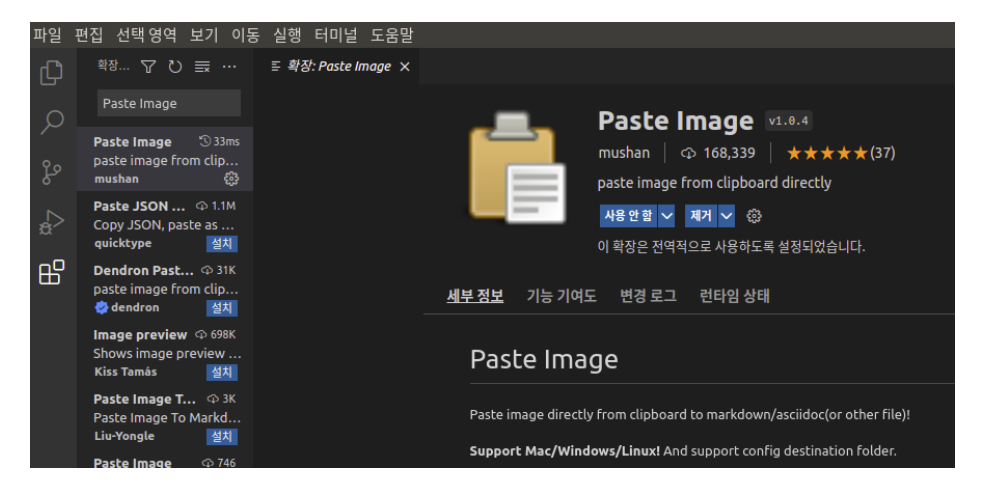 파일 편집 선택 영역 보기 이동 실행 터미널 도움말
확장...
확장: Paste Image
Paste Image
Paste Image 33ms
paste image from clip...
mushan
Paste JSON ... 1.1M
Copy JSON, paste as ...
quicktype 설치
Dendron Past... 31K
paste image from clip...
dendron 설치
Image preview 698K
Shows image preview ...
Kiss Tamás 설치
Paste Image T... 3K
Paste Image To Markd...
Liu-Yongle 설치
Paste Image 746
Paste Image v1.0.4
mushan 168,339 ★★★★★(37)
paste image from clipboard directly
사용 안 함 제거
이 확장은 전역적으로 사용하도록 설정되었습니다.
세부 정보 기능 기여도 변경 로그 런타임 상태
Paste Image
Paste image directly from clipboard to markdown/asciidoc(or other file)!
Support Mac/Windows/Linux! And support config destination folder.